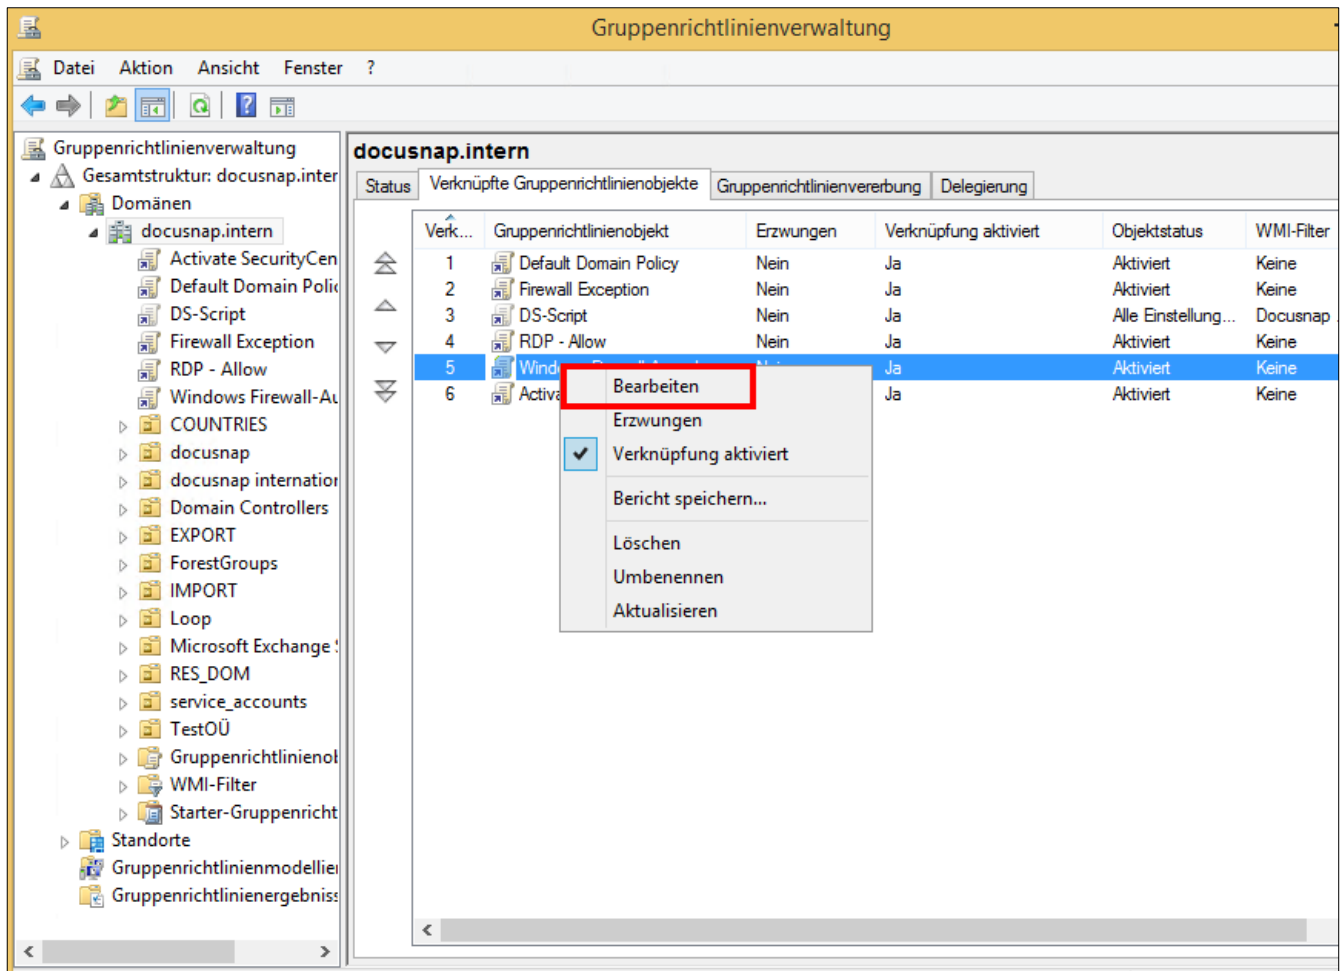 Gruppenrichtlinienverwaltung
Datei Aktion Ansicht Fenster ?
Gruppenrichtlinienverwaltung
Gesamtstruktur: docusnap.inter
Domänen
docusnap.intern
Activate SecurityCen
Default Domain Polic
DS-Script
Firewall Exception
RDP - Allow
Windows Firewall-Au
COUNTRIES
docusnap
docusnap internation
Domain Controllers
EXPORT
ForestGroups
IMPORT
Loop
Microsoft Exchange S
RES_DOM
service_accounts
TestOÜ
Gruppenrichtlinienob
WMI-Filter
Starter-Gruppenricht
Standorte
Gruppenrichtlinienmodellier
Gruppenrichtlinienergebniss
docusnap.intern
Status Verknüpfte Gruppenrichtlinienobjekte Gruppenrichtlinienvererbung Delegierung
Verk... Gruppenrichtlinienobjekt Erzwungen Verknüpfung aktiviert Objektstatus WMI-Filter
1 Default Domain Policy Nein Ja Aktiviert Keine
2 Firewall Exception Nein Ja Aktiviert Keine
3 DS-Script Nein Ja Alle Einstellung... Docusnap
4 RDP - Allow Nein Ja Aktiviert Keine
5 Wind Ja Aktiviert Keine
6 Activa Ja Aktiviert Keine
Bearbeiten
Erzwungen
Verknüpfung aktiviert
Bericht speichern...
Löschen
Umbenennen
Aktualisieren